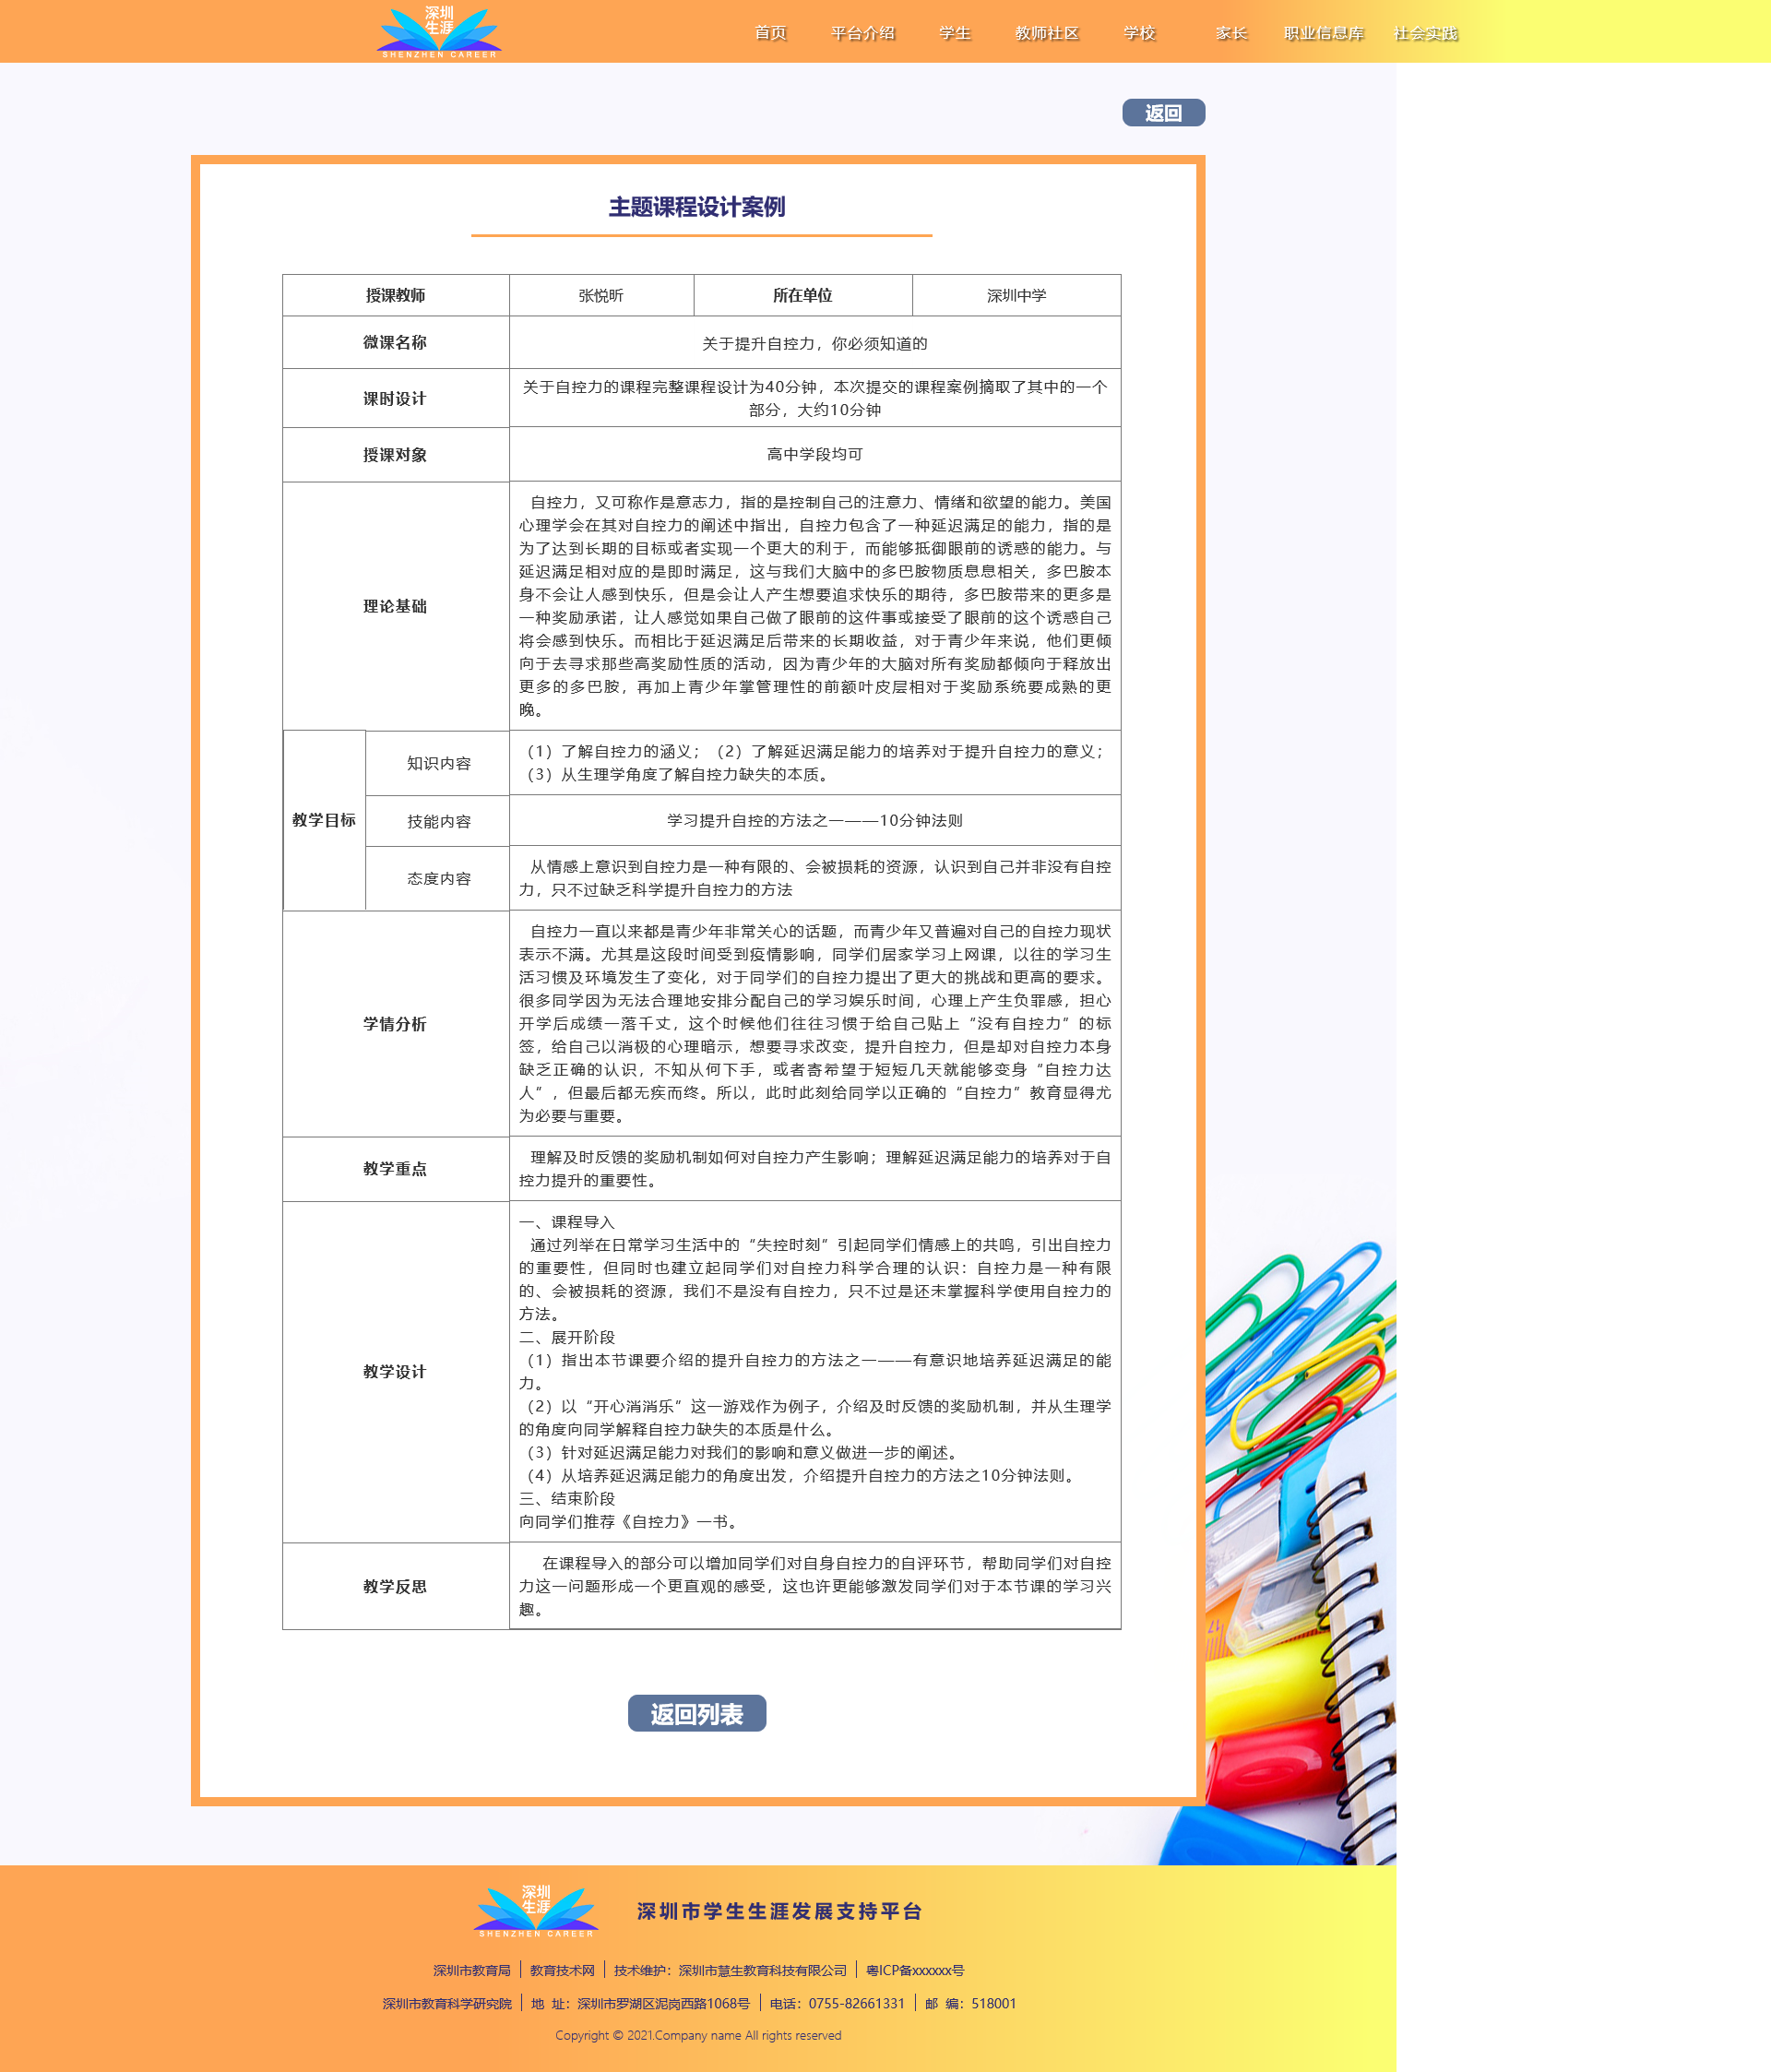 深圳
生涯
SHENZHEN CAREER
首页 平台介绍 学生 教师社区 学校 家长 职业信息库 社会实践
返回
主题课程设计案例
授课教师 张悦昕 所在单位 深圳中学
微课名称 关于提升自控力，你必须知道的
课时设计 关于自控力的课程完整课程设计为40分钟，本次提交的课程案例摘取了其中的一个
部分，大约10分钟
授课对象 高中学段均可
理论基础
自控力，又可称作是意志力，指的是控制自己的注意力、情绪和欲望的能力。美国
心理学会在其对自控力的阐述中指出，自控力包含了一种延迟满足的能力，指的是
为了达到长期的目标或者实现一个更大的利于，而能够抵御眼前的诱惑的能力。与
延迟满足相对应的是即时满足，这与我们大脑中的多巴胺物质息息相关，多巴胺本
身不会让人感到快乐，但是会让人产生想要追求快乐的期待，多巴胺带来的更多是
一种奖励承诺，让人感觉如果自己做了眼前的这件事或接受了眼前的这个诱惑自己
将会感到快乐。而相比于延迟满足后带来的长期收益，对于青少年来说，他们更倾
向于去寻求那些高奖励性质的活动，因为青少年的大脑对所有奖励都倾向于释放出
更多的多巴胺，再加上青少年掌管理性的前额叶皮层相对于奖励系统要成熟的更
晚。
教学目标
知识内容
（1）了解自控力的涵义；（2）了解延迟满足能力的培养对于提升自控力的意义；
（3）从生理学角度了解自控力缺失的本质。
技能内容 学习提升自控的方法之一——10分钟法则
态度内容
从情感上意识到自控力是一种有限的、会被损耗的资源，认识到自己并非没有自控
力，只不过缺乏科学提升自控力的方法
学情分析
自控力一直以来都是青少年非常关心的话题，而青少年又普遍对自己的自控力现状
表示不满。尤其是这段时间受到疫情影响，同学们居家学习上网课，以往的学习生
活习惯及环境发生了变化，对于同学们的自控力提出了更大的挑战和更高的要求。
很多同学因为无法合理地安排分配自己的学习娱乐时间，心理上产生负罪感，担心
开学后成绩一落千丈，这个时候他们往往习惯于给自己贴上“没有自控力”的标
签，给自己以消极的心理暗示，想要寻求改变，提升自控力，但是却对自控力本身
缺乏正确的认识，不知从何下手，或者寄希望于短短几天就能够变身“自控力达
人”，但最后都无疾而终。所以，此时此刻给同学以正确的“自控力”教育显得尤
为必要与重要。
教学重点
理解及时反馈的奖励机制如何对自控力产生影响；理解延迟满足能力的培养对于自
控力提升的重要性。
教学设计
一、课程导入
通过列举在日常学习生活中的“失控时刻”引起同学们情感上的共鸣，引出自控力
的重要性，但同时也建立起同学们对自控力科学合理的认识：自控力是一种有限
的、会被损耗的资源，我们不是没有自控力，只不过是还未掌握科学使用自控力的
方法。
二、展开阶段
（1）指出本节课要介绍的提升自控力的方法之一——有意识地培养延迟满足的能
力。
（2）以“开心消消乐”这一游戏作为例子，介绍及时反馈的奖励机制，并从生理学
的角度向同学解释自控力缺失的本质是什么。
（3）针对延迟满足能力对我们的影响和意义做进一步的阐述。
（4）从培养延迟满足能力的角度出发，介绍提升自控力的方法之10分钟法则。
三、结束阶段
向同学们推荐《自控力》一书。
教学反思
在课程导入的部分可以增加同学们对自身自控力的自评环节，帮助同学们对自控
力这一问题形成一个更直观的感受，这也许更能够激发同学们对于本节课的学习兴
趣。
返回列表
17
深圳
生涯
SHENZHEN CAREER
深圳市学生生涯发展支持平台
深圳市教育局 教育技术网 技术维护：深圳市慧生教育科技有限公司 粤ICP备xxxxxx号
深圳市教育科学研究院 地 址：深圳市罗湖区泥岗西路1068号 电话：0755-82661331 邮 编：518001
Copyright © 2021.Company name All rights reserved